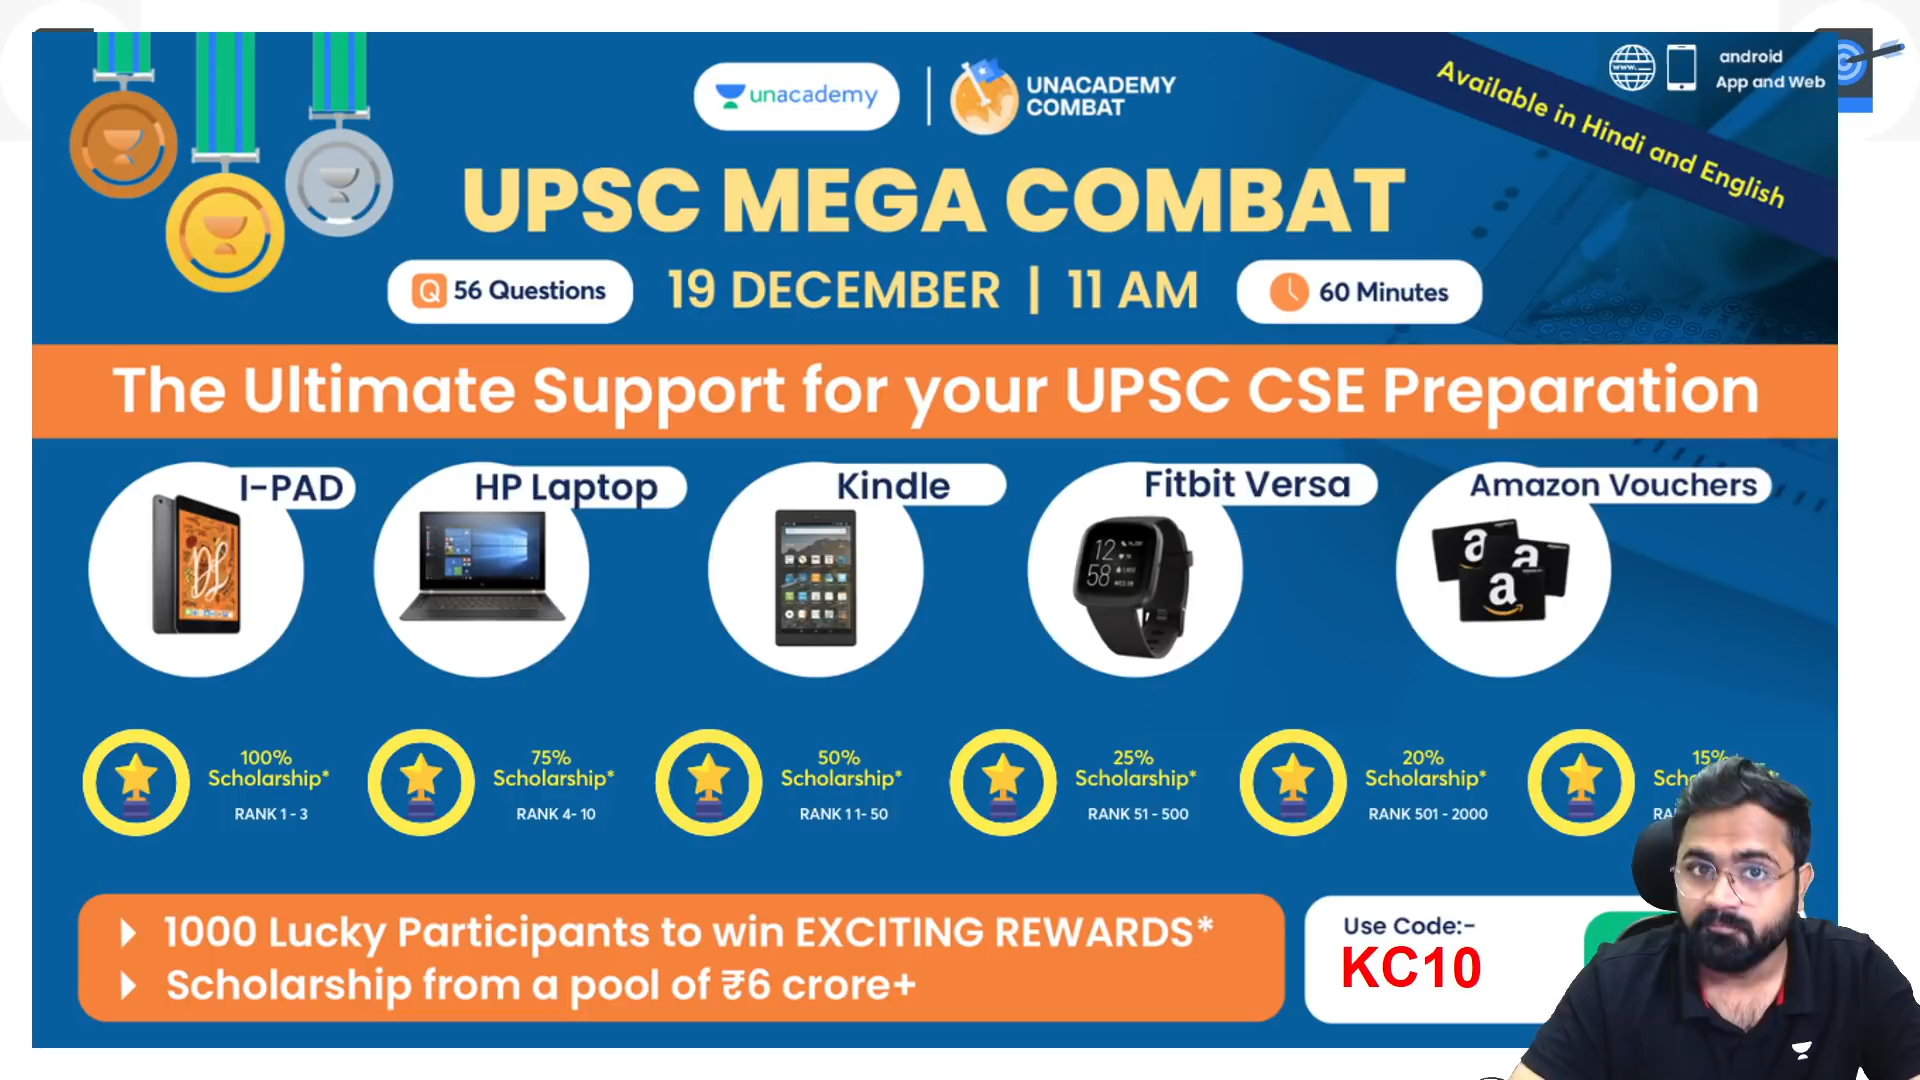 unacademy
UNACADEMY
COMBAT
android
App and Web
Available in Hindi and English
UPSC MEGA COMBAT
Q 56 Questions
19 DECEMBER | 11 AM
60 Minutes
The Ultimate Support for your UPSC CSE Preparation
I-PAD
HP Laptop
Kindle
Fitbit Versa
Amazon Vouchers
12
58
a
a
a
100%
Scholarship*
RANK 1 - 3
75%
Scholarship*
RANK 4- 10
50%
Scholarship*
RANK 11- 50
25%
Scholarship*
RANK 51 - 500
20%
Scholarship*
RANK 501 - 2000
15%
1000 Lucky Participants to win EXCITING REWARDS*
Scholarship from a pool of ₹6 crore+
Use Code:-
KC10